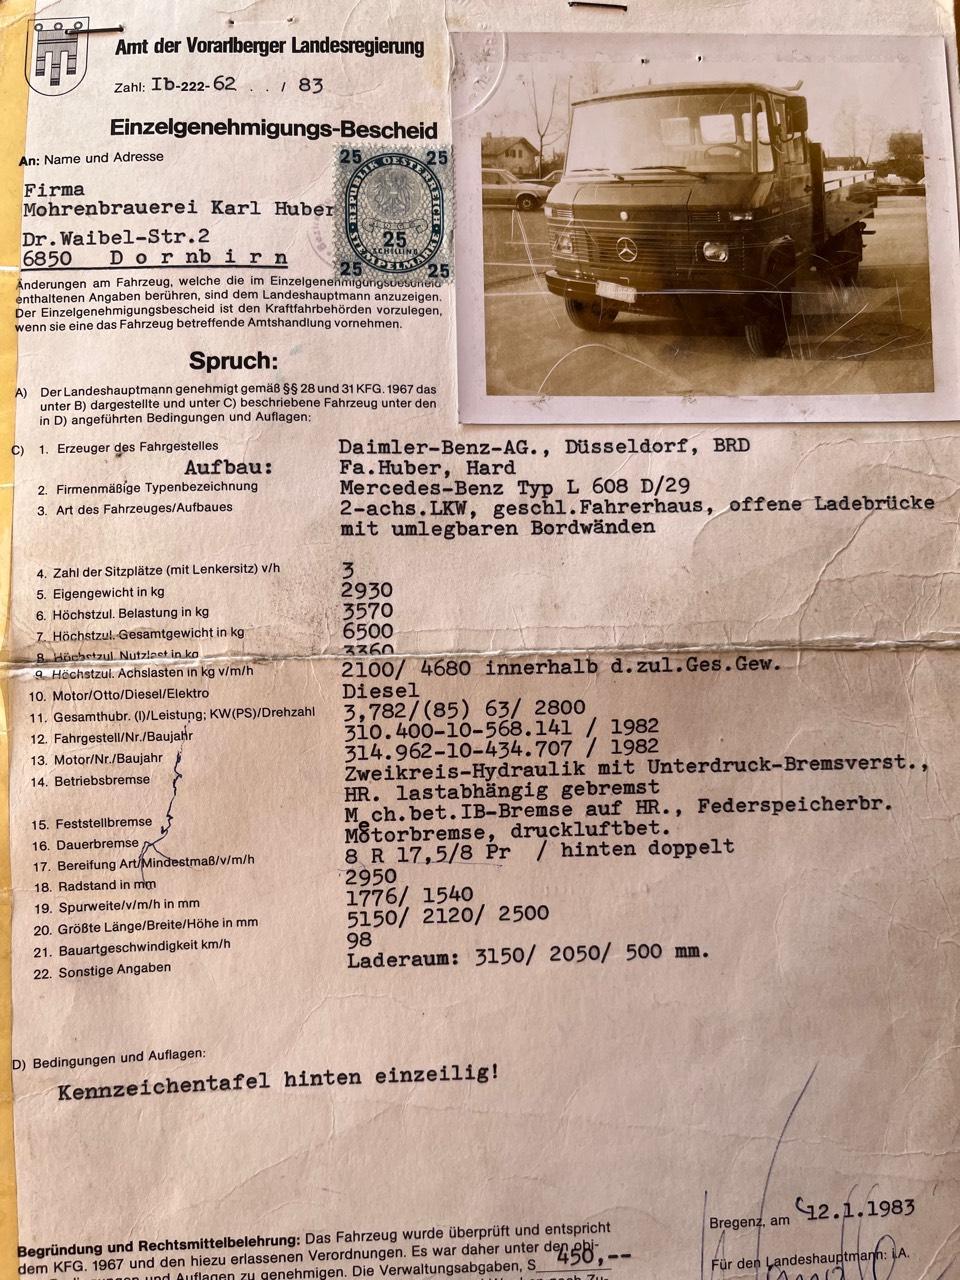 Amt der Vorarlberger Landesregierung
Zahl: Ib-222-62 . . / 83
Einzelgenehmigungs-Bescheid
An: Name und Adresse
Firma
Mohrenbrauerei Karl Huber
Dr.Waibel-Str.2
6850 Dornbirn
25 25
REPUBLIK OESTERREICH
25
SCHILLING
STEMPELMARKE
25 25
Änderungen am Fahrzeug, welche die im Einzelgenehmigungsbescheid
enthaltenen Angaben berühren, sind dem Landeshauptmann anzuzeigen.
Der Einzelgenehmigungsbescheid ist den Kraftfahrbehörden vorzulegen,
wenn sie eine das Fahrzeug betreffende Amtshandlung vornehmen.
Spruch:
A) Der Landeshauptmann genehmigt gemäß §§ 28 und 31 KFG. 1967 das
unter B) dargestellte und unter C) beschriebene Fahrzeug unter den
in D) angeführten Bedingungen und Auflagen:
C) 1. Erzeuger des Fahrgestelles Daimler-Benz-AG., Düsseldorf, BRD
Aufbau: Fa.Huber, Hard
2. Firmenmäßige Typenbezeichnung Mercedes-Benz Typ L 608 D/29
3. Art des Fahrzeuges/Aufbaues 2-achs.LKW, geschl.Fahrerhaus, offene Ladebrücke
mit umlegbaren Bordwänden
4. Zahl der Sitzplätze (mit Lenkersitz) v/h 3
5. Eigengewicht in kg 2930
6. Höchstzul. Belastung in kg 3570
7. Höchstzul. Gesamtgewicht in kg 6500
8. Höchstzul. Nutzlast in kg 3360
9. Höchstzul. Achslasten in kg v/m/h 2100/ 4680 innerhalb d.zul.Ges.Gew.
10. Motor/Otto/Diesel/Elektro Diesel
11. Gesamthubr. (l)/Leistung; KW(PS)/Drehzahl 3,782/(85) 63/ 2800
12. Fahrgestell/Nr./Baujahr 310.400-10-568.141 / 1982
13. Motor/Nr./Baujahr 314.962-10-434.707 / 1982
14. Betriebsbremse Zweikreis-Hydraulik mit Unterdruck-Bremsverst.,
HR. lastabhängig gebremst
15. Feststellbremse Mech.bet.IB-Bremse auf HR., Federspeicherbr.
16. Dauerbremse Motorbremse, druckluftbet.
17. Bereifung Art/Mindestmaß/v/m/h 8 R 17,5/8 Pr / hinten doppelt
18. Radstand in mm 2950
19. Spurweite/v/m/h in mm 1776/ 1540
20. Größte Länge/Breite/Höhe in mm 5150/ 2120/ 2500
21. Bauartgeschwindigkeit km/h 98
22. Sonstige Angaben Laderaum: 3150/ 2050/ 500 mm.
D) Bedingungen und Auflagen:
Kennzeichentafel hinten einzeilig!
Bregenz, am 12.1.1983
Begründung und Rechtsmittelbelehrung: Das Fahrzeug wurde überprüft und entspricht
dem KFG. 1967 und den hiezu erlassenen Verordnungen. Es war daher unter den obi-
Für den Landeshauptmann: i.A.
und Auflagen zu genehmigen. Die Verwaltungsabgaben, S 450,--